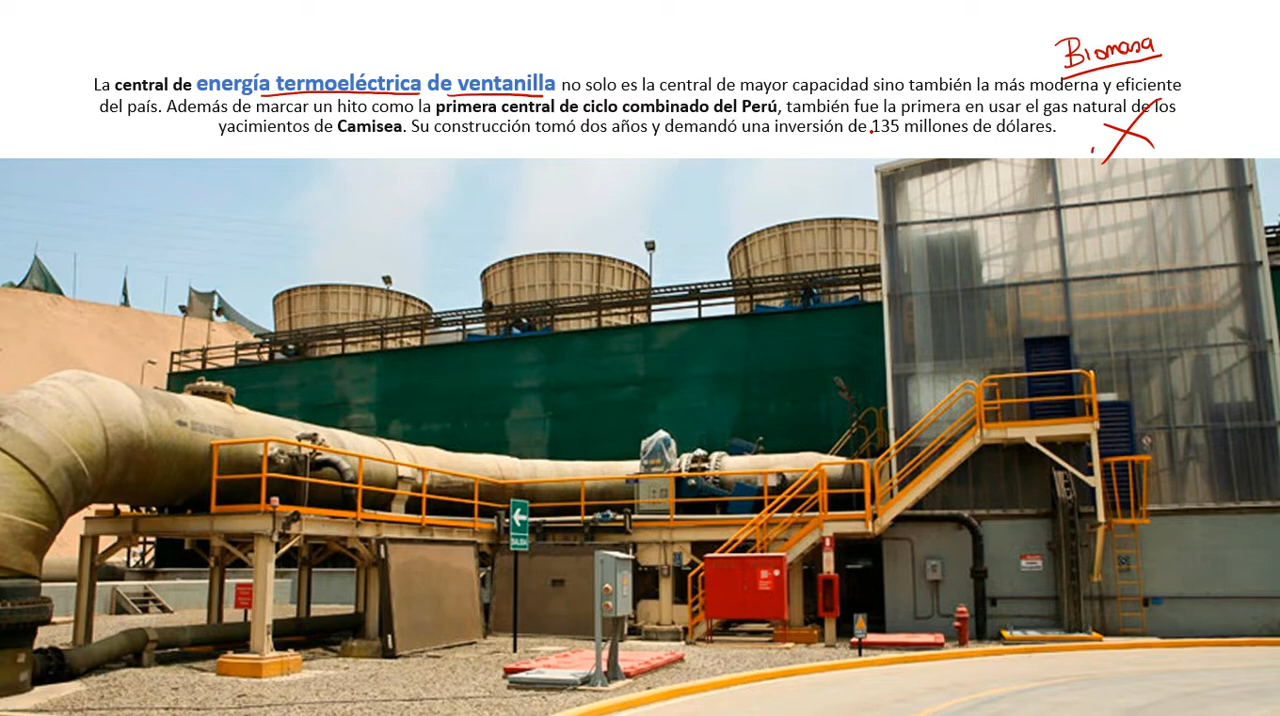 Biomasa
La central de energía termoeléctrica de ventanilla no solo es la central de mayor capacidad sino también la más moderna y eficiente
del país. Además de marcar un hito como la primera central de ciclo combinado del Perú, también fue la primera en usar el gas natural de los
yacimientos de Camisea. Su construcción tomó dos años y demandó una inversión de 135 millones de dólares.
SALIDA